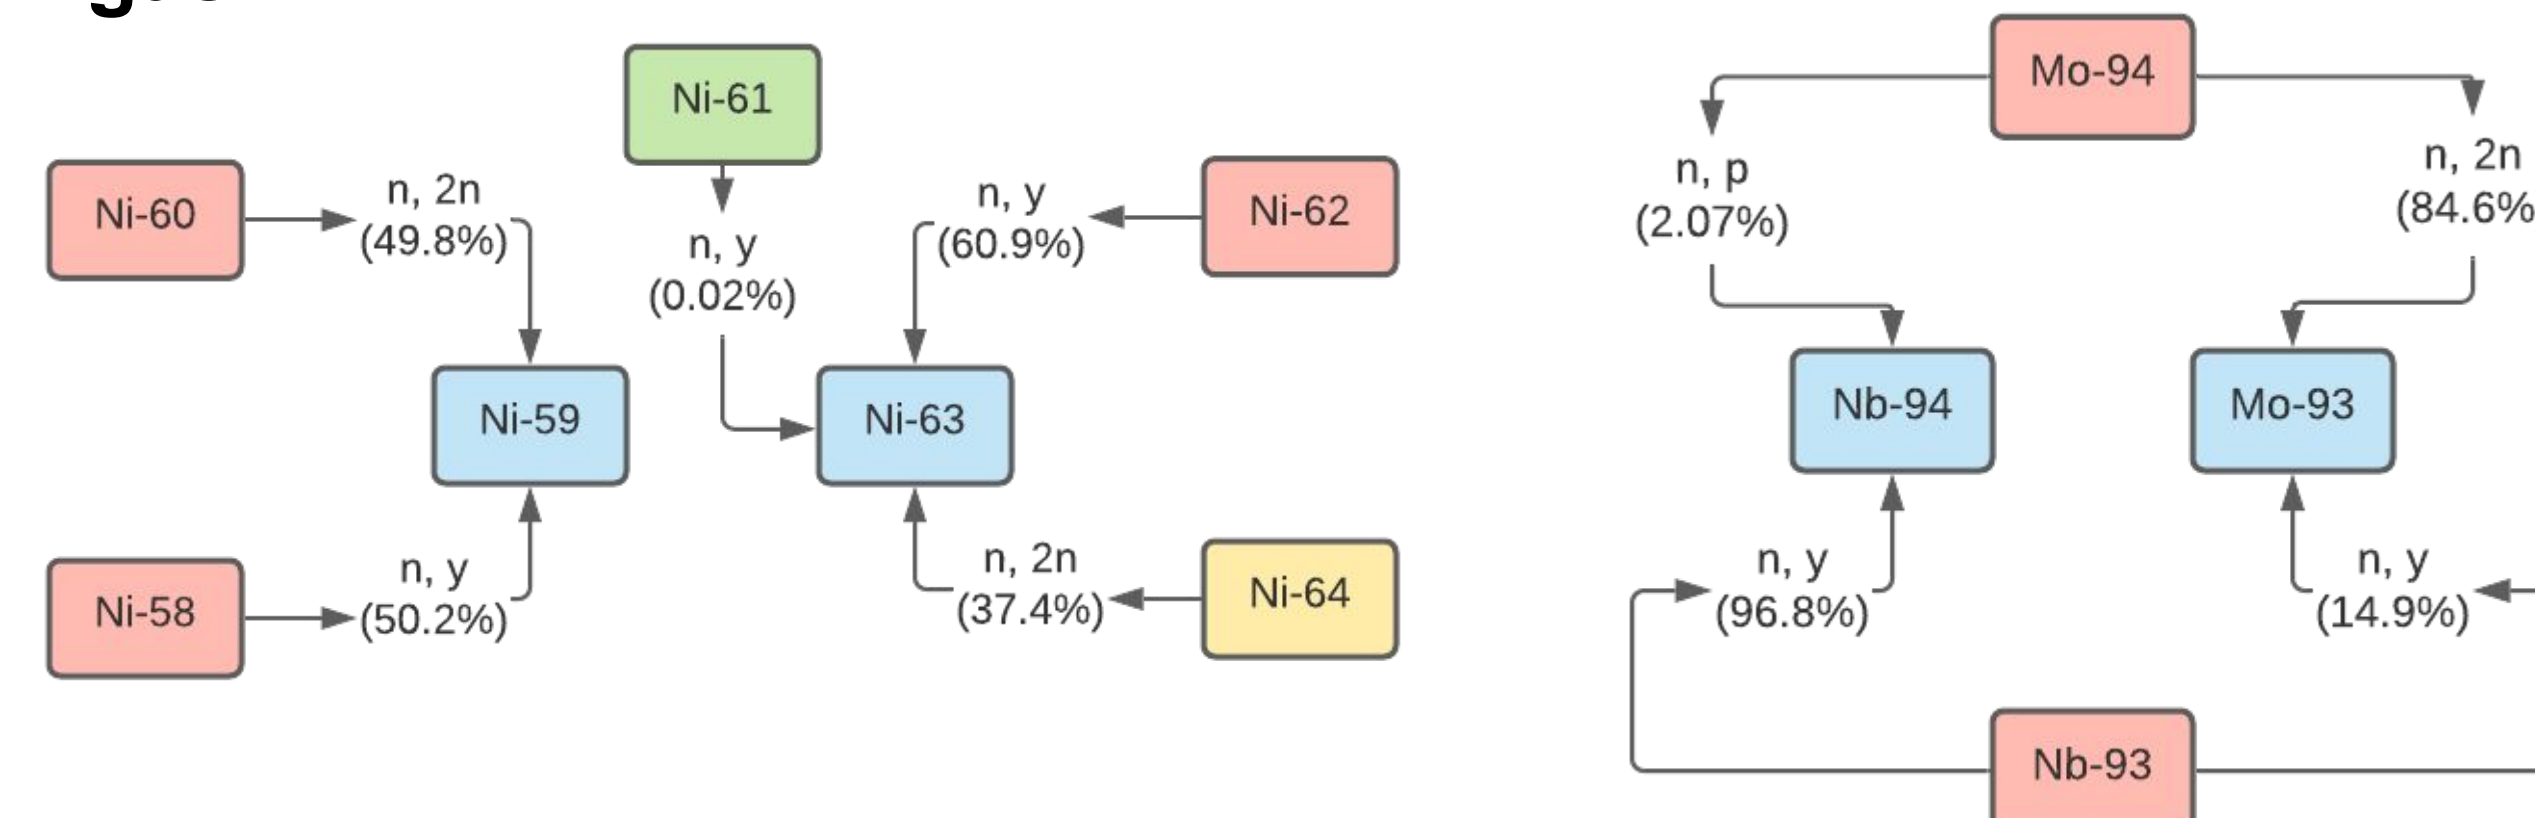 Ni-61
Ni-60
n, 2n
(49.8%)
n, y
(0.02%)
n, y
(60.9%)
Ni-62
Ni-59
Ni-63
Ni-58
n, y
(50.2%)
n, 2n
(37.4%)
Ni-64
Mo-94
n, p
(2.07%)
n, 2n
(84.6%
Nb-94
Mo-93
n, y
(96.8%)
n, y
(14.9%)
Nb-93